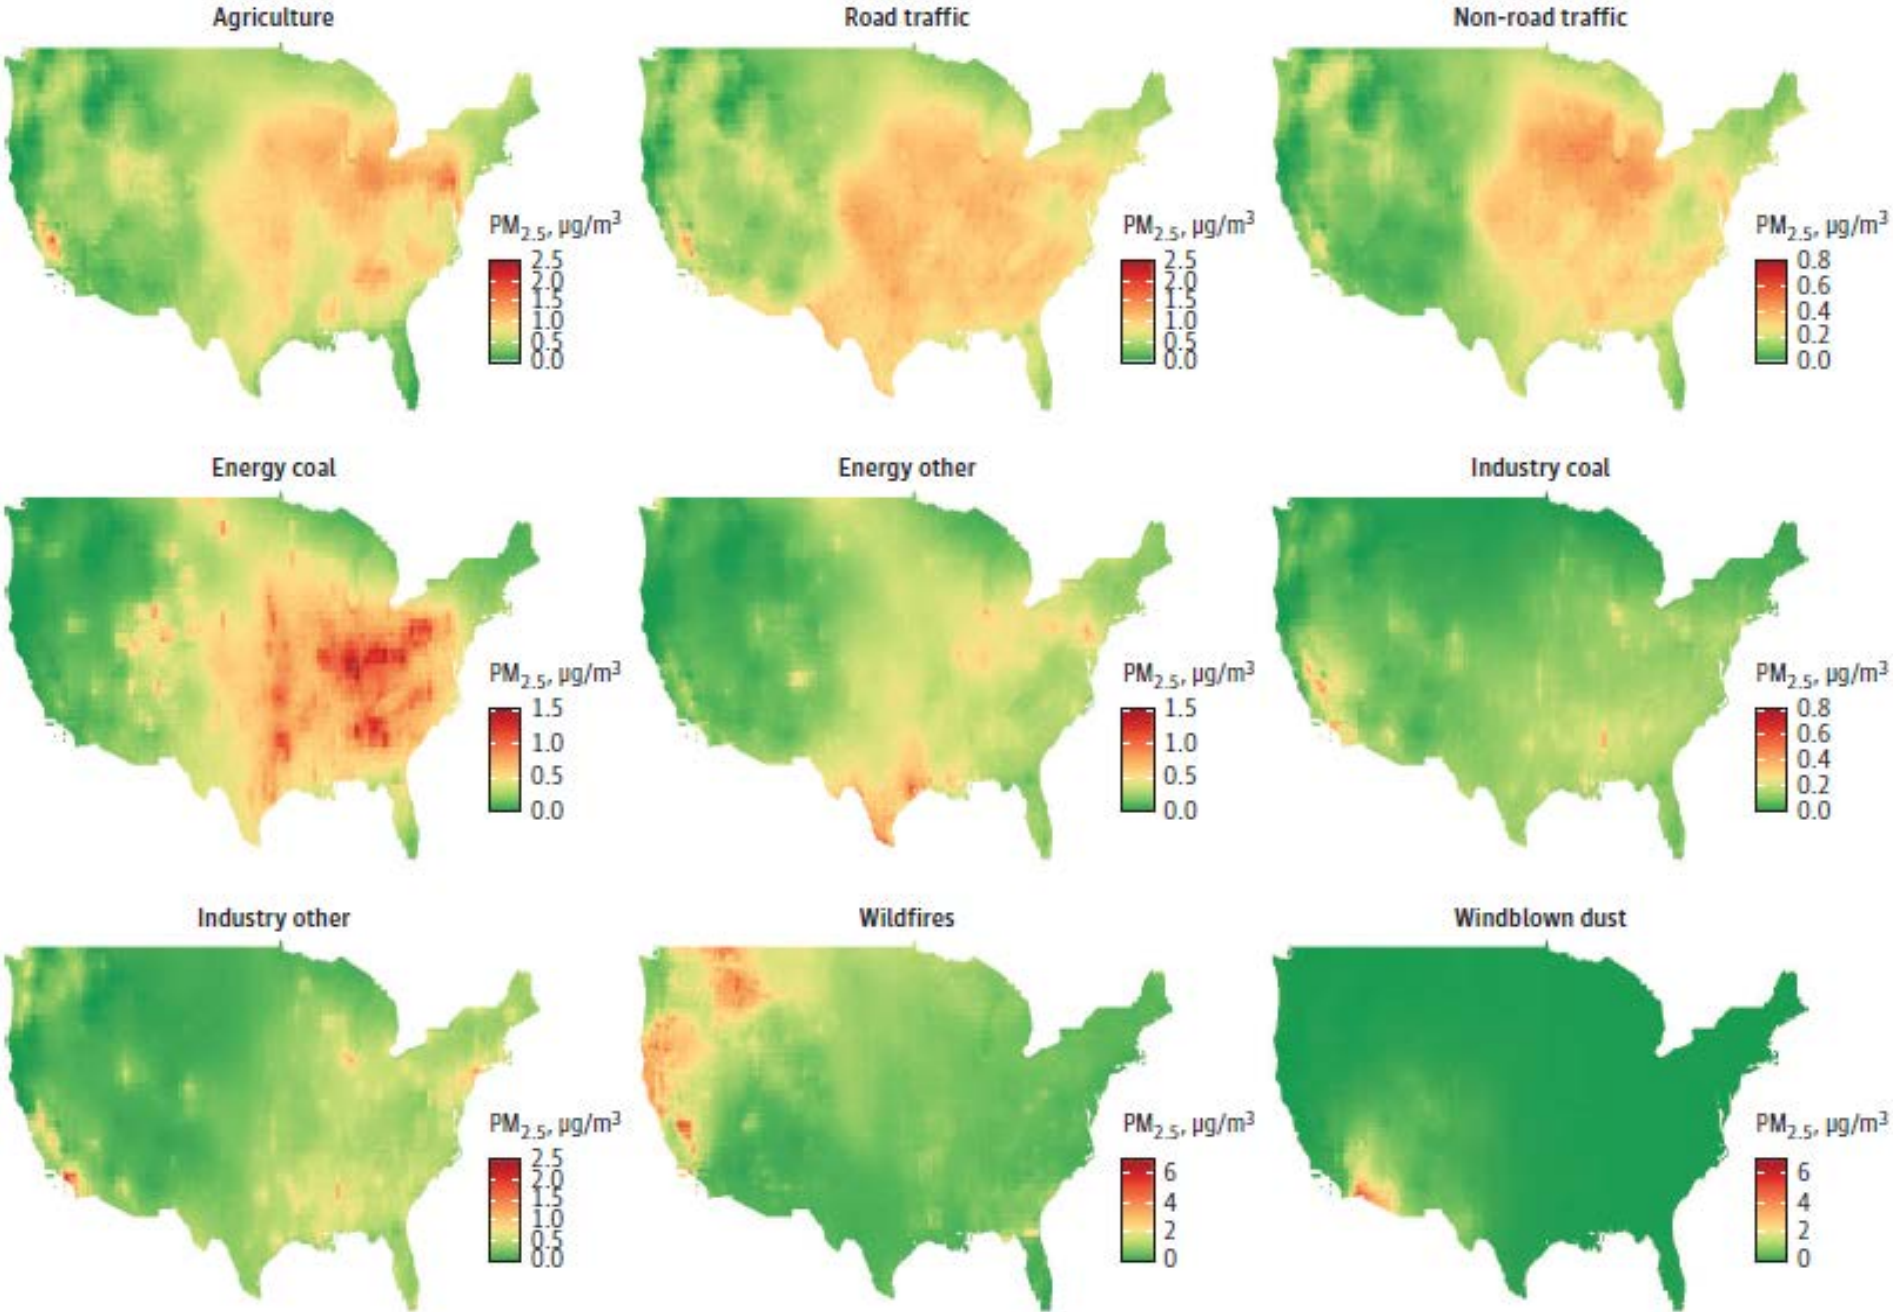 Agriculture
Road traffic
Non-road traffic
PM2.5, µg/m3
2.5
2.0
1.5
1.0
0.5
0.0
PM2.5, µg/m3
2.5
2.0
1.5
1.0
0.5
0.0
PM2.5, µg/m3
0.8
0.6
0.4
0.2
0.0
Energy coal
Energy other
Industry coal
PM2.5, µg/m3
1.5
1.0
0.5
0.0
PM2.5, µg/m3
1.5
1.0
0.5
0.0
PM2.5, µg/m3
0.8
0.6
0.4
0.2
0.0
Industry other
Wildfires
Windblown dust
PM2.5, µg/m3
2.5
2.0
1.5
1.0
0.5
0.0
PM2.5, µg/m3
6
4
2
0
PM2.5, µg/m3
6
4
2
0